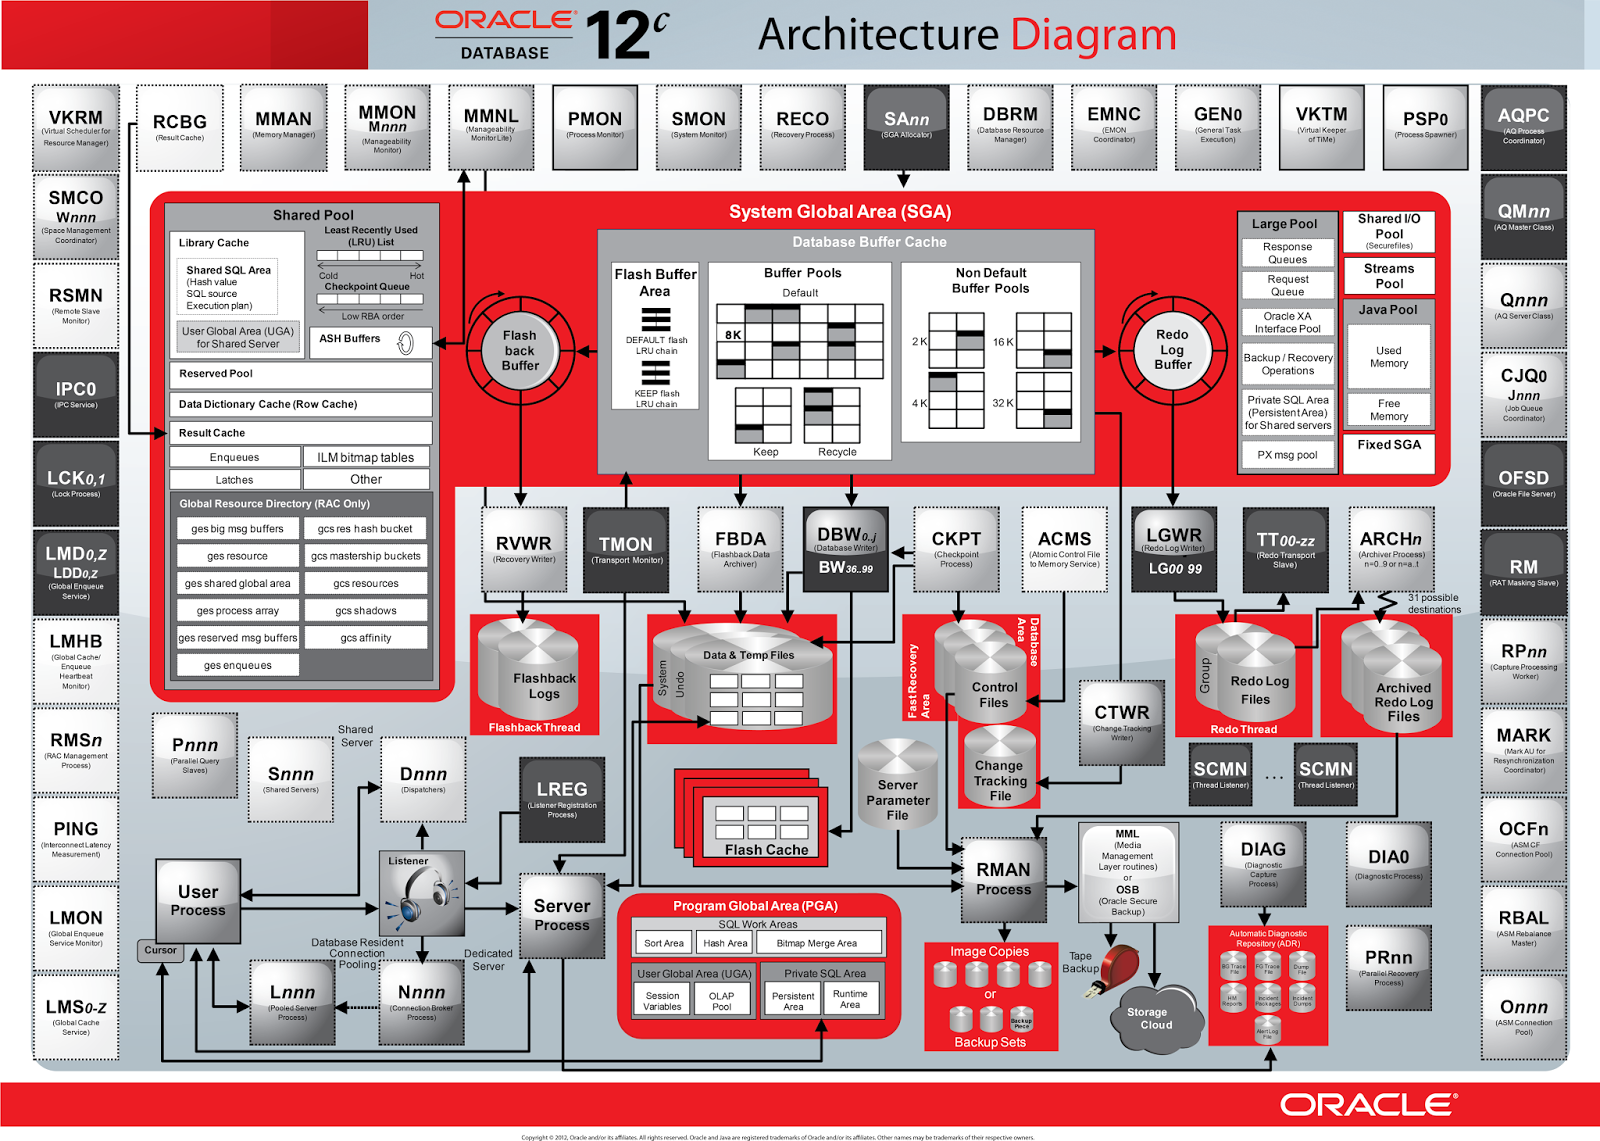 ORACLE®
DATABASE
12c
Architecture Diagram
VKRM
(Virtual Scheduler for
Resource Manager)
RCBG
(Result Cache)
MMAN
(Memory Manager)
MMON
Mnnn
(Manageability
Monitor)
MMNL
(Manageability
Monitor Lite)
PMON
(Process Monitor)
SMON
(System Monitor)
RECO
(Recovery Process)
SAnn
(SGA Allocator)
DBRM
(Database Resource
Manager)
EMNC
(EMON
Coordinator)
GEN0
(General Task
Execution)
VKTM
(Virtual Keeper
of TiMe)
PSP0
(Process Spawner)
AQPC
(AQ Process
Coordinator)
SMCO
Wnnn
(Space Management
Coordinator)
RSMN
(Remote Slave
Monitor)
IPC0
(IPC Service)
LCK0,1
(Lock Process)
LMD0,Z
LDD0,Z
(Global Enqueue
Service)
LMHB
(Global Cache/
Enqueue
Heartbeat
Monitor)
RMSn
(RAC Management
Process)
PING
(Interconnect Latency
Measurement)
LMON
(Global Enqueue
Service Monitor)
LMS0-Z
(Global Cache
Service)
System Global Area (SGA)
Shared Pool
Library Cache
Shared SQL Area
(Hash value
SQL source
Execution plan)
User Global Area (UGA)
for Shared Server
Least Recently Used
(LRU) List
Cold
Hot
Checkpoint Queue
Low RBA order
ASH Buffers
Reserved Pool
Data Dictionary Cache (Row Cache)
Result Cache
Enqueues
ILM bitmap tables
Latches
Other
Global Resource Directory (RAC Only)
ges big msg buffers
gcs res hash bucket
ges resource
gcs mastership buckets
ges shared global area
gcs resources
ges process array
gcs shadows
ges reserved msg buffers
gcs affinity
ges enqueues
Flash
back
Buffer
Database Buffer Cache
Flash Buffer
Area
DEFAULT flash
LRU chain
KEEP flash
LRU chain
Buffer Pools
Default
8K
Keep
Recycle
Non Default
Buffer Pools
2 K
16 K
4 K
32 K
Redo
Log
Buffer
Large Pool
Response
Queues
Request
Queue
Oracle XA
Interface Pool
Backup / Recovery
Operations
Private SQL Area
(Persistent Area)
for Shared servers
PX msg pool
Shared I/O
Pool
(Securefiles)
Streams
Pool
Java Pool
Used
Memory
Free
Memory
Fixed SGA
QMnn
(AQ Master Class)
Qnnn
(AQ Server Class)
CJQ0
Jnnn
(Job Queue
Coordinator)
OFSD
(Oracle File Server)
RM
(RAT Masking Slave)
RPnn
(Capture Processing
Worker)
MARK
(Mark AU for
Resynchronization
Coordinator)
OCFn
(ASM CF
Connection Pool)
RBAL
(ASM Rebalance
Master)
Onnn
(ASM Connection
Pool)
RVWR
(Recovery Writer)
TMON
(Transport Monitor)
FBDA
(Flashback Data
Archiver)
DBW0..j
(Database Writer)
BW36..99
CKPT
(Checkpoint
Process)
ACMS
(Atomic Control File
to Memory Service)
LGWR
(Redo Log Writer)
LG00 99
TT00-zz
(Redo Transport
Slave)
ARCHn
(Archiver Process)
n=0..9 or n=a..t
31 possible
destinations
Flashback
Logs
Flashback Thread
System
Undo
Data & Temp Files
Fast Recovery
Area
Database
Area
Control
Files
Change
Tracking
File
CTWR
(Change Tracking
Writer)
Group
Redo Log
Files
Redo Thread
Archived
Redo Log
Files
SCMN
(Thread Listener)
...
SCMN
(Thread Listener)
Pnnn
(Parallel Query
Slaves)
Shared
Server
Snnn
(Shared Servers)
Dnnn
(Dispatchers)
LREG
(Listener Registration
Process)
Flash Cache
Server
Parameter
File
User
Process
Cursor
Listener
Database Resident
Connection
Pooling
Dedicated
Server
Server
Process
Lnnn
(Pooled Server
Process)
Nnnn
(Connection Broker
Process)
Program Global Area (PGA)
SQL Work Areas
Sort Area
Hash Area
Bitmap Merge Area
User Global Area (UGA)
Session
Variables
OLAP
Pool
Private SQL Area
Persistent
Area
Runtime
Area
RMAN
Process
MML
(Media
Management
Layer routines)
or
OSB
(Oracle Secure
Backup)
Image Copies
or
Backup
Piece
Backup Sets
Tape
Backup
Storage
Cloud
DIAG
(Diagnostic
Capture
Process)
DIA0
(Diagnostic Process)
PRnn
(Parallel Recovery
Process)
Automatic Diagnostic
Repository (ADR)
BG Trace
File
FG Trace
File
Dump
File
HM
Reports
Incident
Packages
Incident
Dumps
Alert Log
File
ORACLE®
Copyright © 2012, Oracle and/or its affiliates. All rights reserved. Oracle and Java are registered trademarks of Oracle and/or its affiliates. Other names may be trademarks of their respective owners.